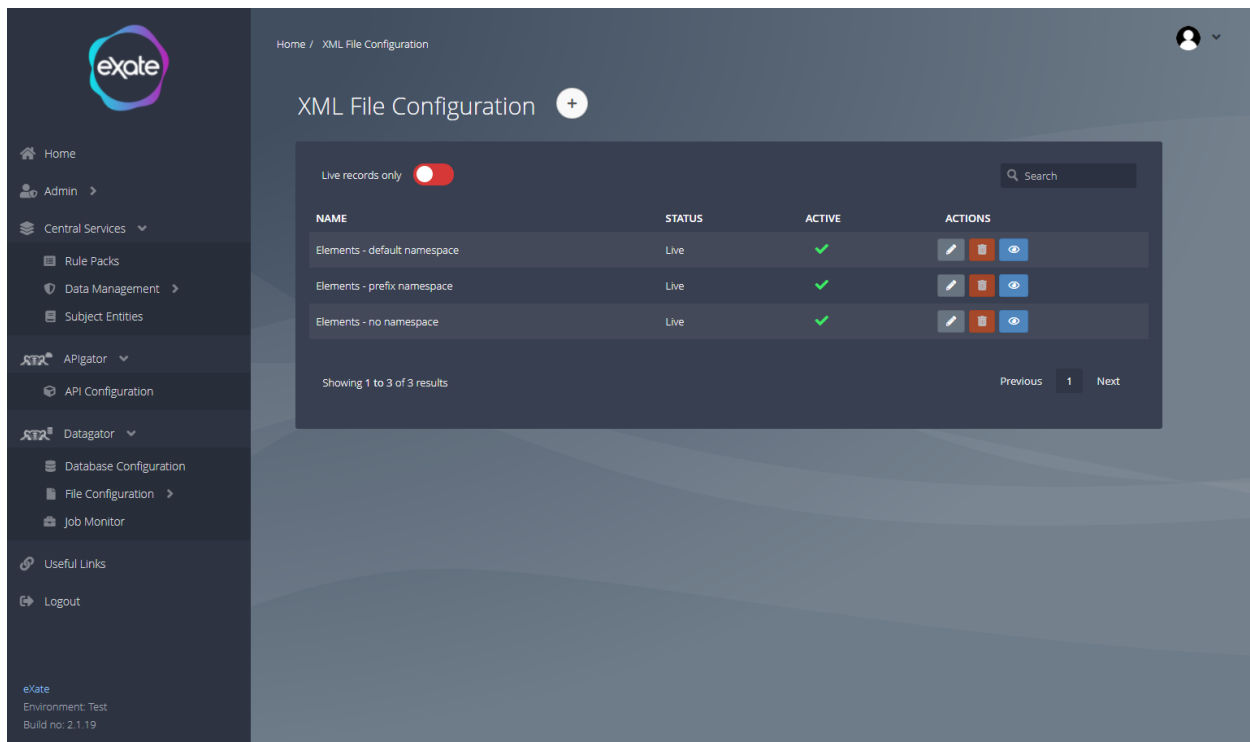 eXate
Home
Admin
Central Services
Rule Packs
Data Management
Subject Entities
APIgator
API Configuration
Datagator
Database Configuration
File Configuration
Job Monitor
Useful Links
Logout
eXate
Environment: Test
Build no: 2.1.19
Home / XML File Configuration
XML File Configuration +
Live records only Search
NAME STATUS ACTIVE ACTIONS
Elements - default namespace Live
Elements - prefix namespace Live
Elements - no namespace Live
Showing 1 to 3 of 3 results Previous 1 Next